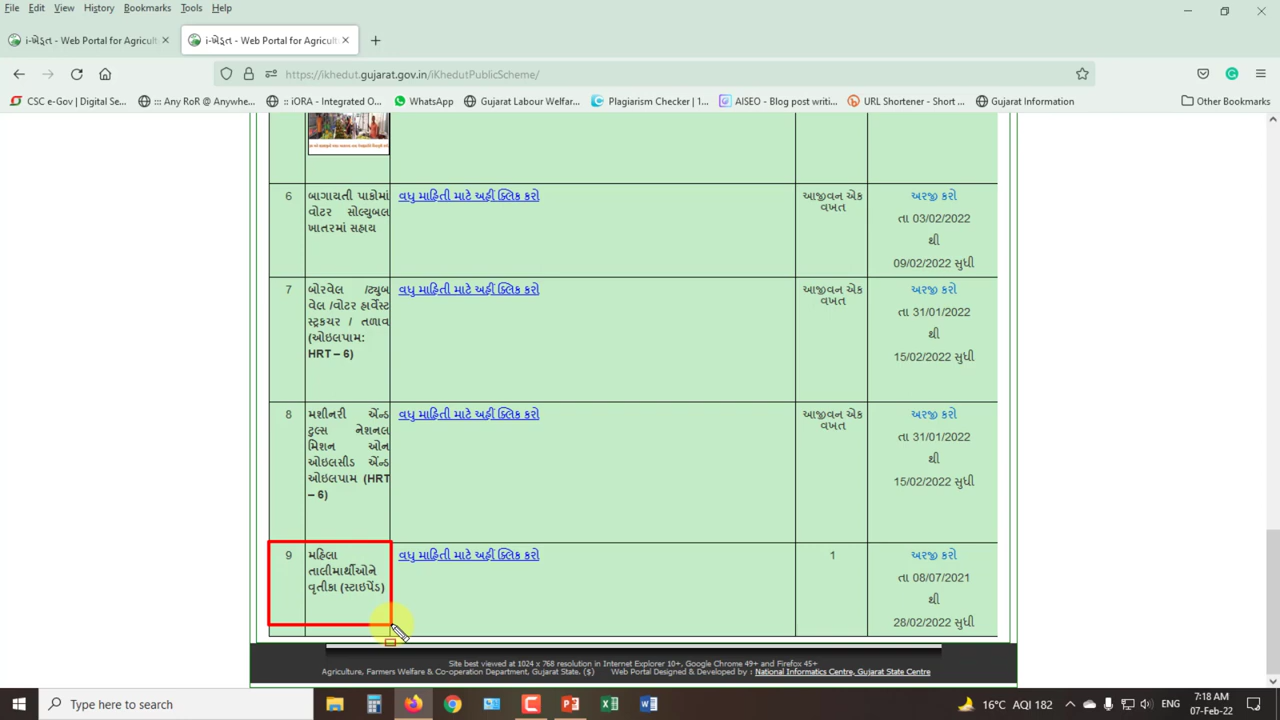 File Edit View History Bookmarks Tools Help
i-ખેડૂત - Web Portal for Agricult
i-ખેડૂત - Web Portal for Agricult
https://ikhedut.gujarat.gov.in/iKhedutPublicScheme/
CSC e-Gov | Digital Se...
::: Any RoR @ Anywhe...
:: iORA - Integrated O...
WhatsApp
Gujarat Labour Welfar...
Plagiarism Checker | 1...
AISEO - Blog post writi...
URL Shortener - Short ...
Gujarat Information
Other Bookmarks
6
બાગાયતી પાકોમાં
વોટર સોલ્યુબલ
ખાતરમાં સહાય
વધુ માહિતી માટે અહીં ક્લિક કરો
આજીવન એક
વખત
અરજી કરો
તા 03/02/2022
થી
09/02/2022 સુધી
7
બોરવેલ /ટ્યુબ
વેલ /વોટર હાર્વેસ્ટ
સ્ટ્રકચર / તળાવ
(ઓઇલપામ:
HRT – 6)
વધુ માહિતી માટે અહીં ક્લિક કરો
આજીવન એક
વખત
અરજી કરો
તા 31/01/2022
થી
15/02/2022 સુધી
8
મશીનરી એંન્ડ
ટુલ્સ નેશનલ
મિશન ઓન
ઓઇલસીડ એંન્ડ
ઓઇલપામ (HRT
– 6)
વધુ માહિતી માટે અહીં ક્લિક કરો
આજીવન એક
વખત
અરજી કરો
તા 31/01/2022
થી
15/02/2022 સુધી
9
મહિલા
તાલીમાર્થીઓને
વૃતીકા (સ્ટાઇપેંડ)
વધુ માહિતી માટે અહીં ક્લિક કરો
1
અરજી કરો
તા 08/07/2021
થી
28/02/2022 સુધી
Site best viewed at 1024 x 768 resolution in Internet Explorer 10+, Google Chrome 49+ and Firefox 45+
Agriculture, Farmers Welfare & Co-operation Department, Gujarat State. ($) Web Portal Designed & Developed by : National Informatics Centre, Gujarat State Centre
Type here to search
16°C AQI 182
ENG
7:18 AM
07-Feb-22